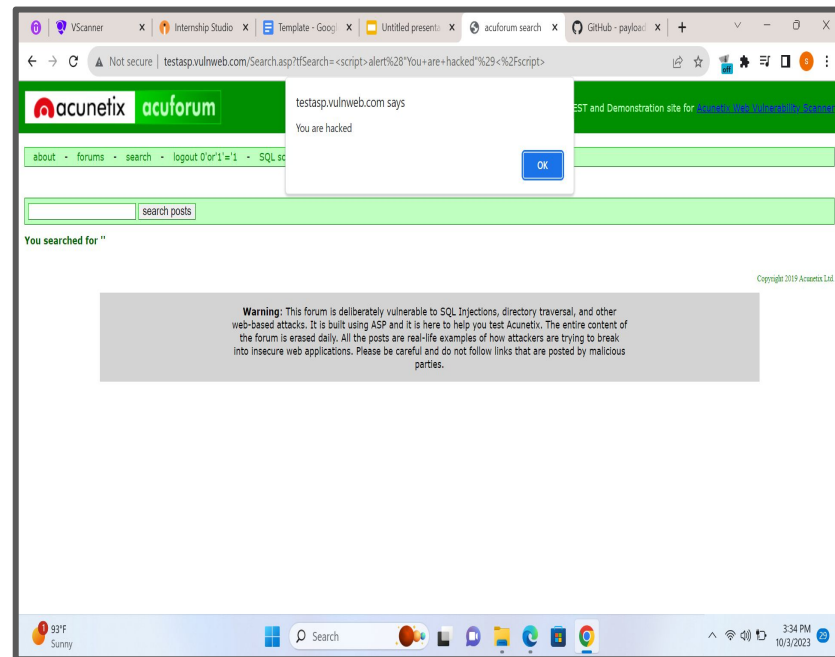 VScanner
Internship Studio
Template - Googl
Untitled presenta
acuforum search
GitHub - payload
Not secure | testasp.vulnweb.com/Search.asp?tfSearch=<script>alert%28"You+are+hacked"%29<%2Fscript>
off
s
acunetix acuforum
EST and Demonstration site for Acunetix Web Vulnerability Scanner
testasp.vulnweb.com says
You are hacked
OK
about - forums - search - logout 0'or'1'='1 - SQL sc
search posts
You searched for ''
Copyright 2019 Acunetix Ltd.
Warning: This forum is deliberately vulnerable to SQL Injections, directory traversal, and other
web-based attacks. It is built using ASP and it is here to help you test Acunetix. The entire content of
the forum is erased daily. All the posts are real-life examples of how attackers are trying to break
into insecure web applications. Please be careful and do not follow links that are posted by malicious
parties.
1
93°F
Sunny
Search
3:34 PM
10/3/2023
29